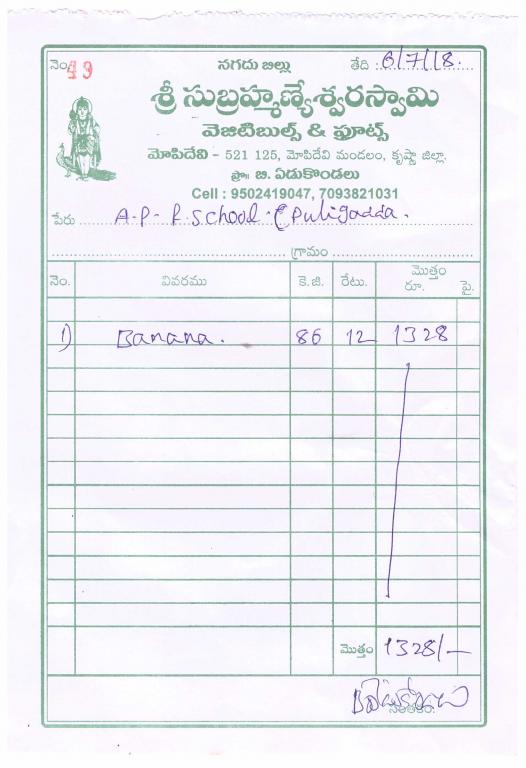 నెం 49 నగదు బిల్లు తేది : 6/7/18.
శ్రీ సుబ్రహ్మణ్యేశ్వరస్వామి
వెజిటిబుల్స్ & ఫ్రూట్స్
మోపిదేవి - 521 125, మోపిదేవి మండలం, కృష్ణా జిల్లా.
ప్రొ॥ బి. ఏడుకొండలు
Cell : 9502419047, 7093821031
పేరు A-P- R School-(Puligadda.
గ్రామం
నెం. వివరము కె.జి. రేటు. మొత్తం రూ. పై.
1) Banana. 86 12 1328
మొత్తం 1328/-
సంతకం.